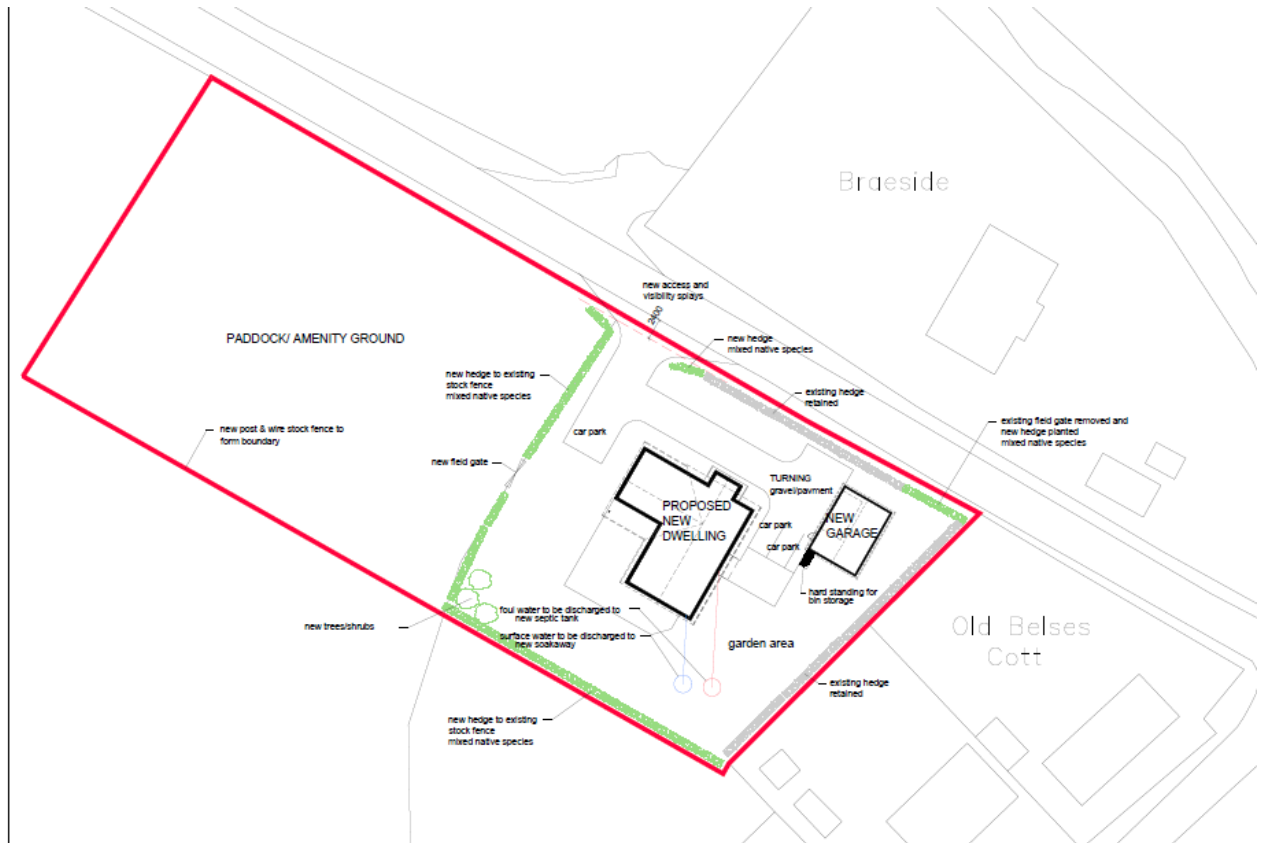 Braeside
new access and
visibility splays
2400
PADDOCK/ AMENITY GROUND
new hedge
mixed native species
new hedge to existing
stock fence
mixed native species
existing hedge
retained
new post & wire stock fence to
form boundary
car park
existing field gate removed and
new hedge planted
mixed native species
new field gate
TURNING
gravel/pavment
PROPOSED
NEW
DWELLING
NEW
GARAGE
car park
car park
hard standing for
bin storage
foul water to be discharged to
new septic tank
new trees/shrubs
surface water to be discharged to
new soakaway
garden area
Old Belses
Cott
existing hedge
retained
new hedge to existing
stock fence
mixed native species